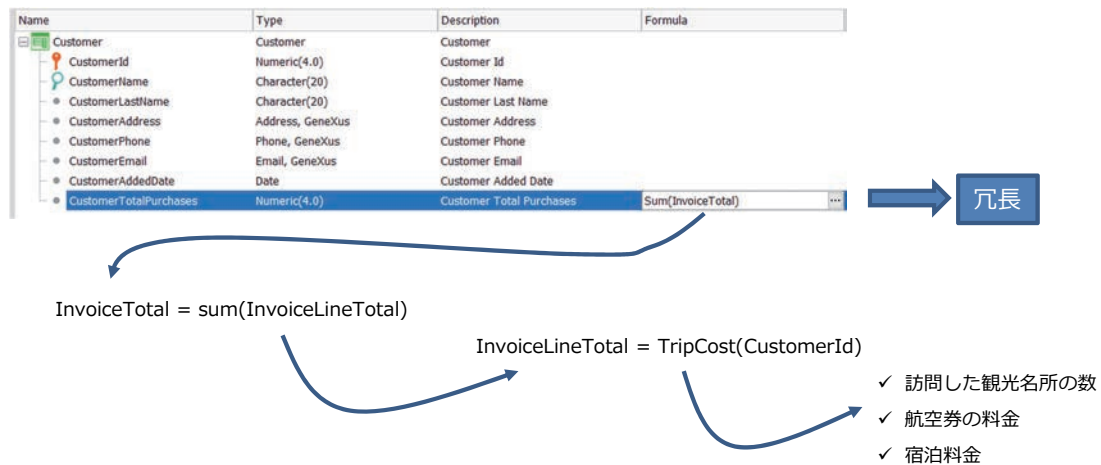 Name Type Description Formula
Customer Customer Customer
CustomerId Numeric(4.0) Customer Id
CustomerName Character(20) Customer Name
CustomerLastName Character(20) Customer Last Name
CustomerAddress Address, GeneXus Customer Address
CustomerPhone Phone, GeneXus Customer Phone
CustomerEmail Email, GeneXus Customer Email
CustomerAddedDate Date Customer Added Date
CustomerTotalPurchases Numeric(4.0) Customer Total Purchases Sum(InvoiceTotal) ...
冗長
InvoiceTotal = sum(InvoiceLineTotal)
InvoiceLineTotal = TripCost(CustomerId)
✓ 訪問した観光名所の数
✓ 航空券の料金
✓ 宿泊料金